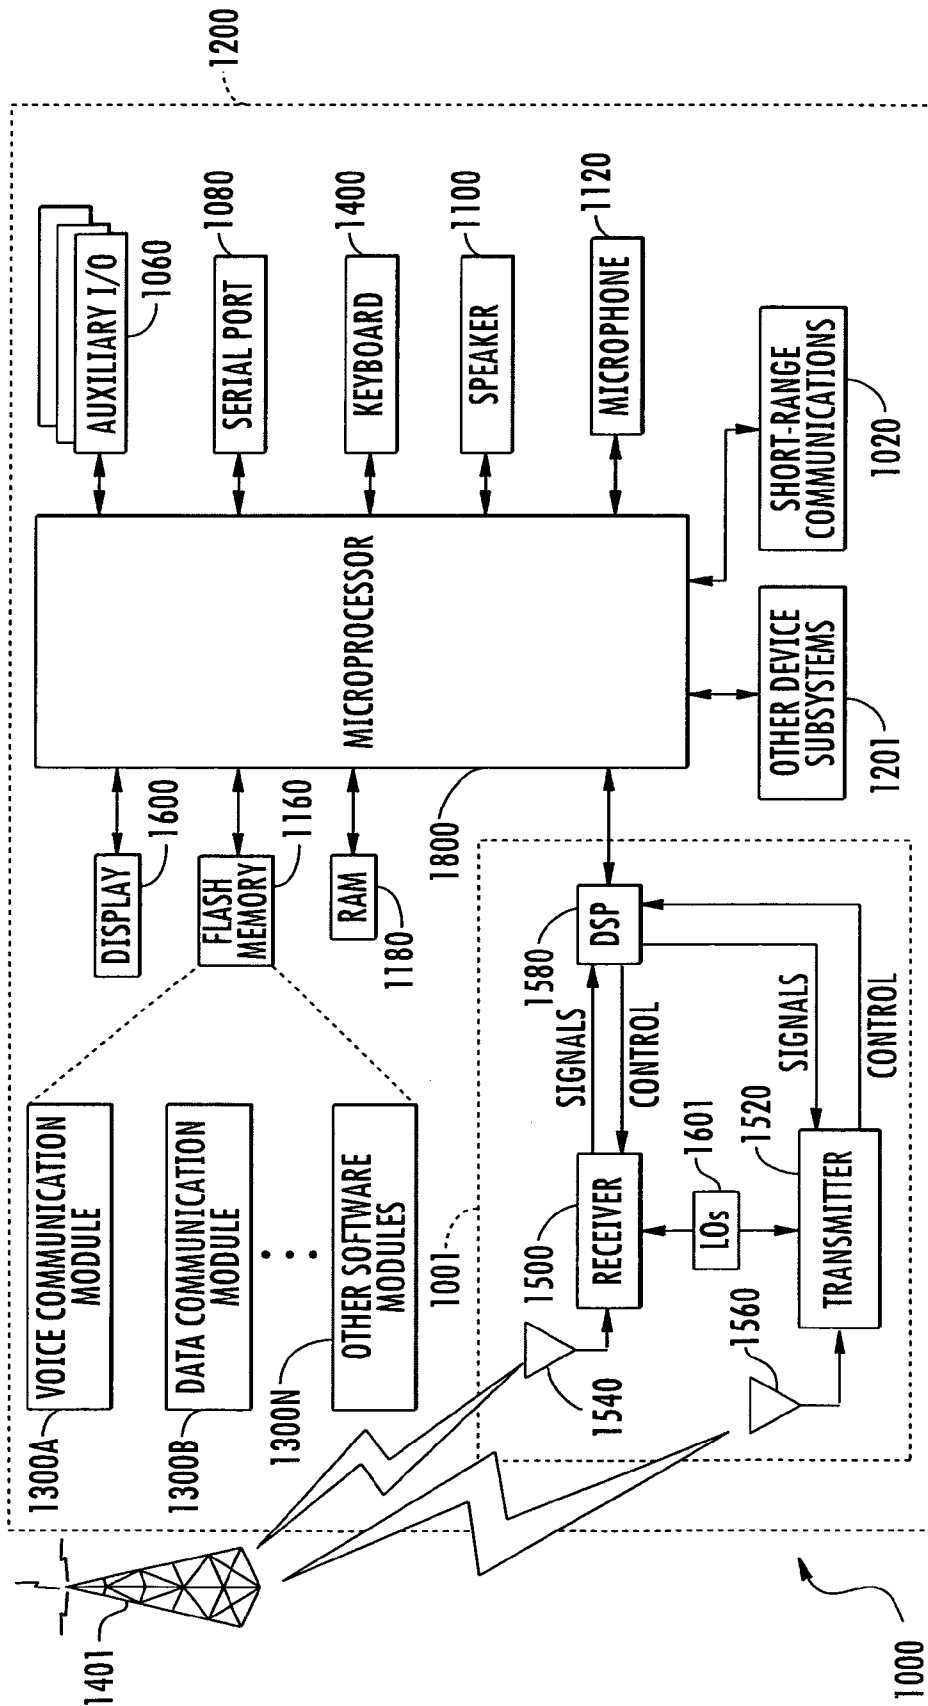 1200
AUXILIARY I/O
1060
SERIAL PORT
1080
KEYBOARD
1400
SPEAKER
1100
MICROPHONE
1120
SHORT-RANGE
COMMUNICATIONS
1020
OTHER DEVICE
SUBSYSTEMS
1201
MICROPROCESSOR
1800
DISPLAY
1600
FLASH
MEMORY
1160
RAM
1180
VOICE COMMUNICATION
MODULE
1300A
DATA COMMUNICATION
MODULE
1300B
OTHER SOFTWARE
MODULES
1300N
1001
DSP
1580
SIGNALS
CONTROL
SIGNALS
CONTROL
RECEIVER
1500
LOs
1601
TRANSMITTER
1520
1540
1560
1401
1000